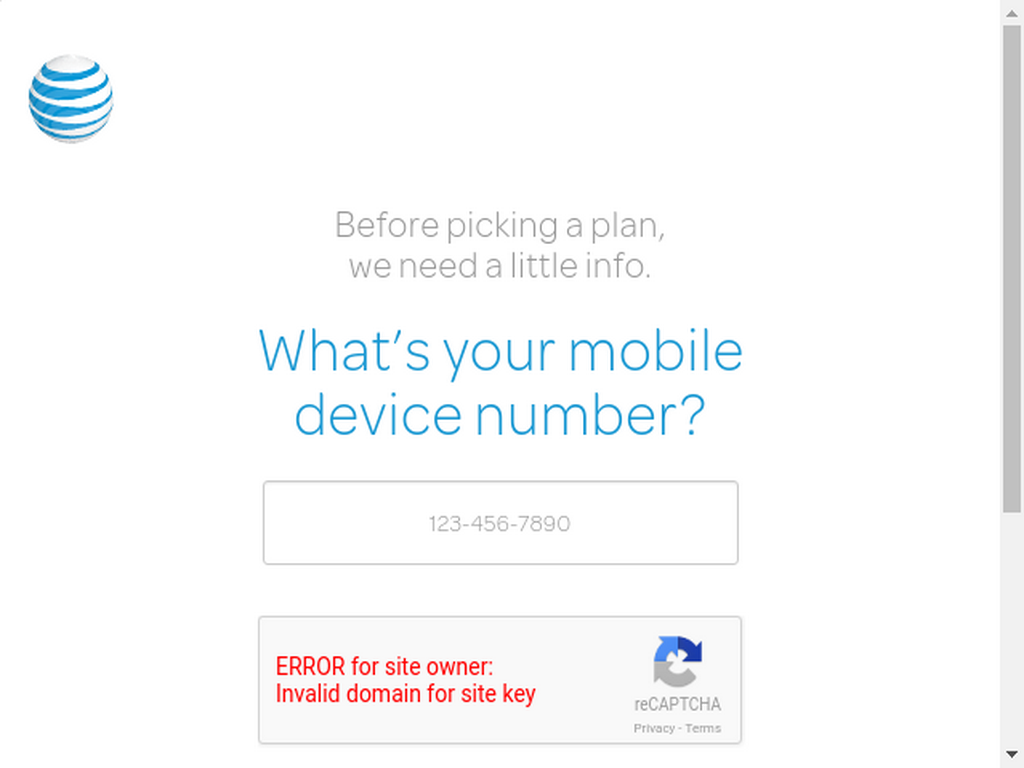 Before picking a plan,
we need a little info.
What's your mobile
device number?
123-456-7890
ERROR for site owner:
Invalid domain for site key
reCAPTCHA
Privacy - Terms